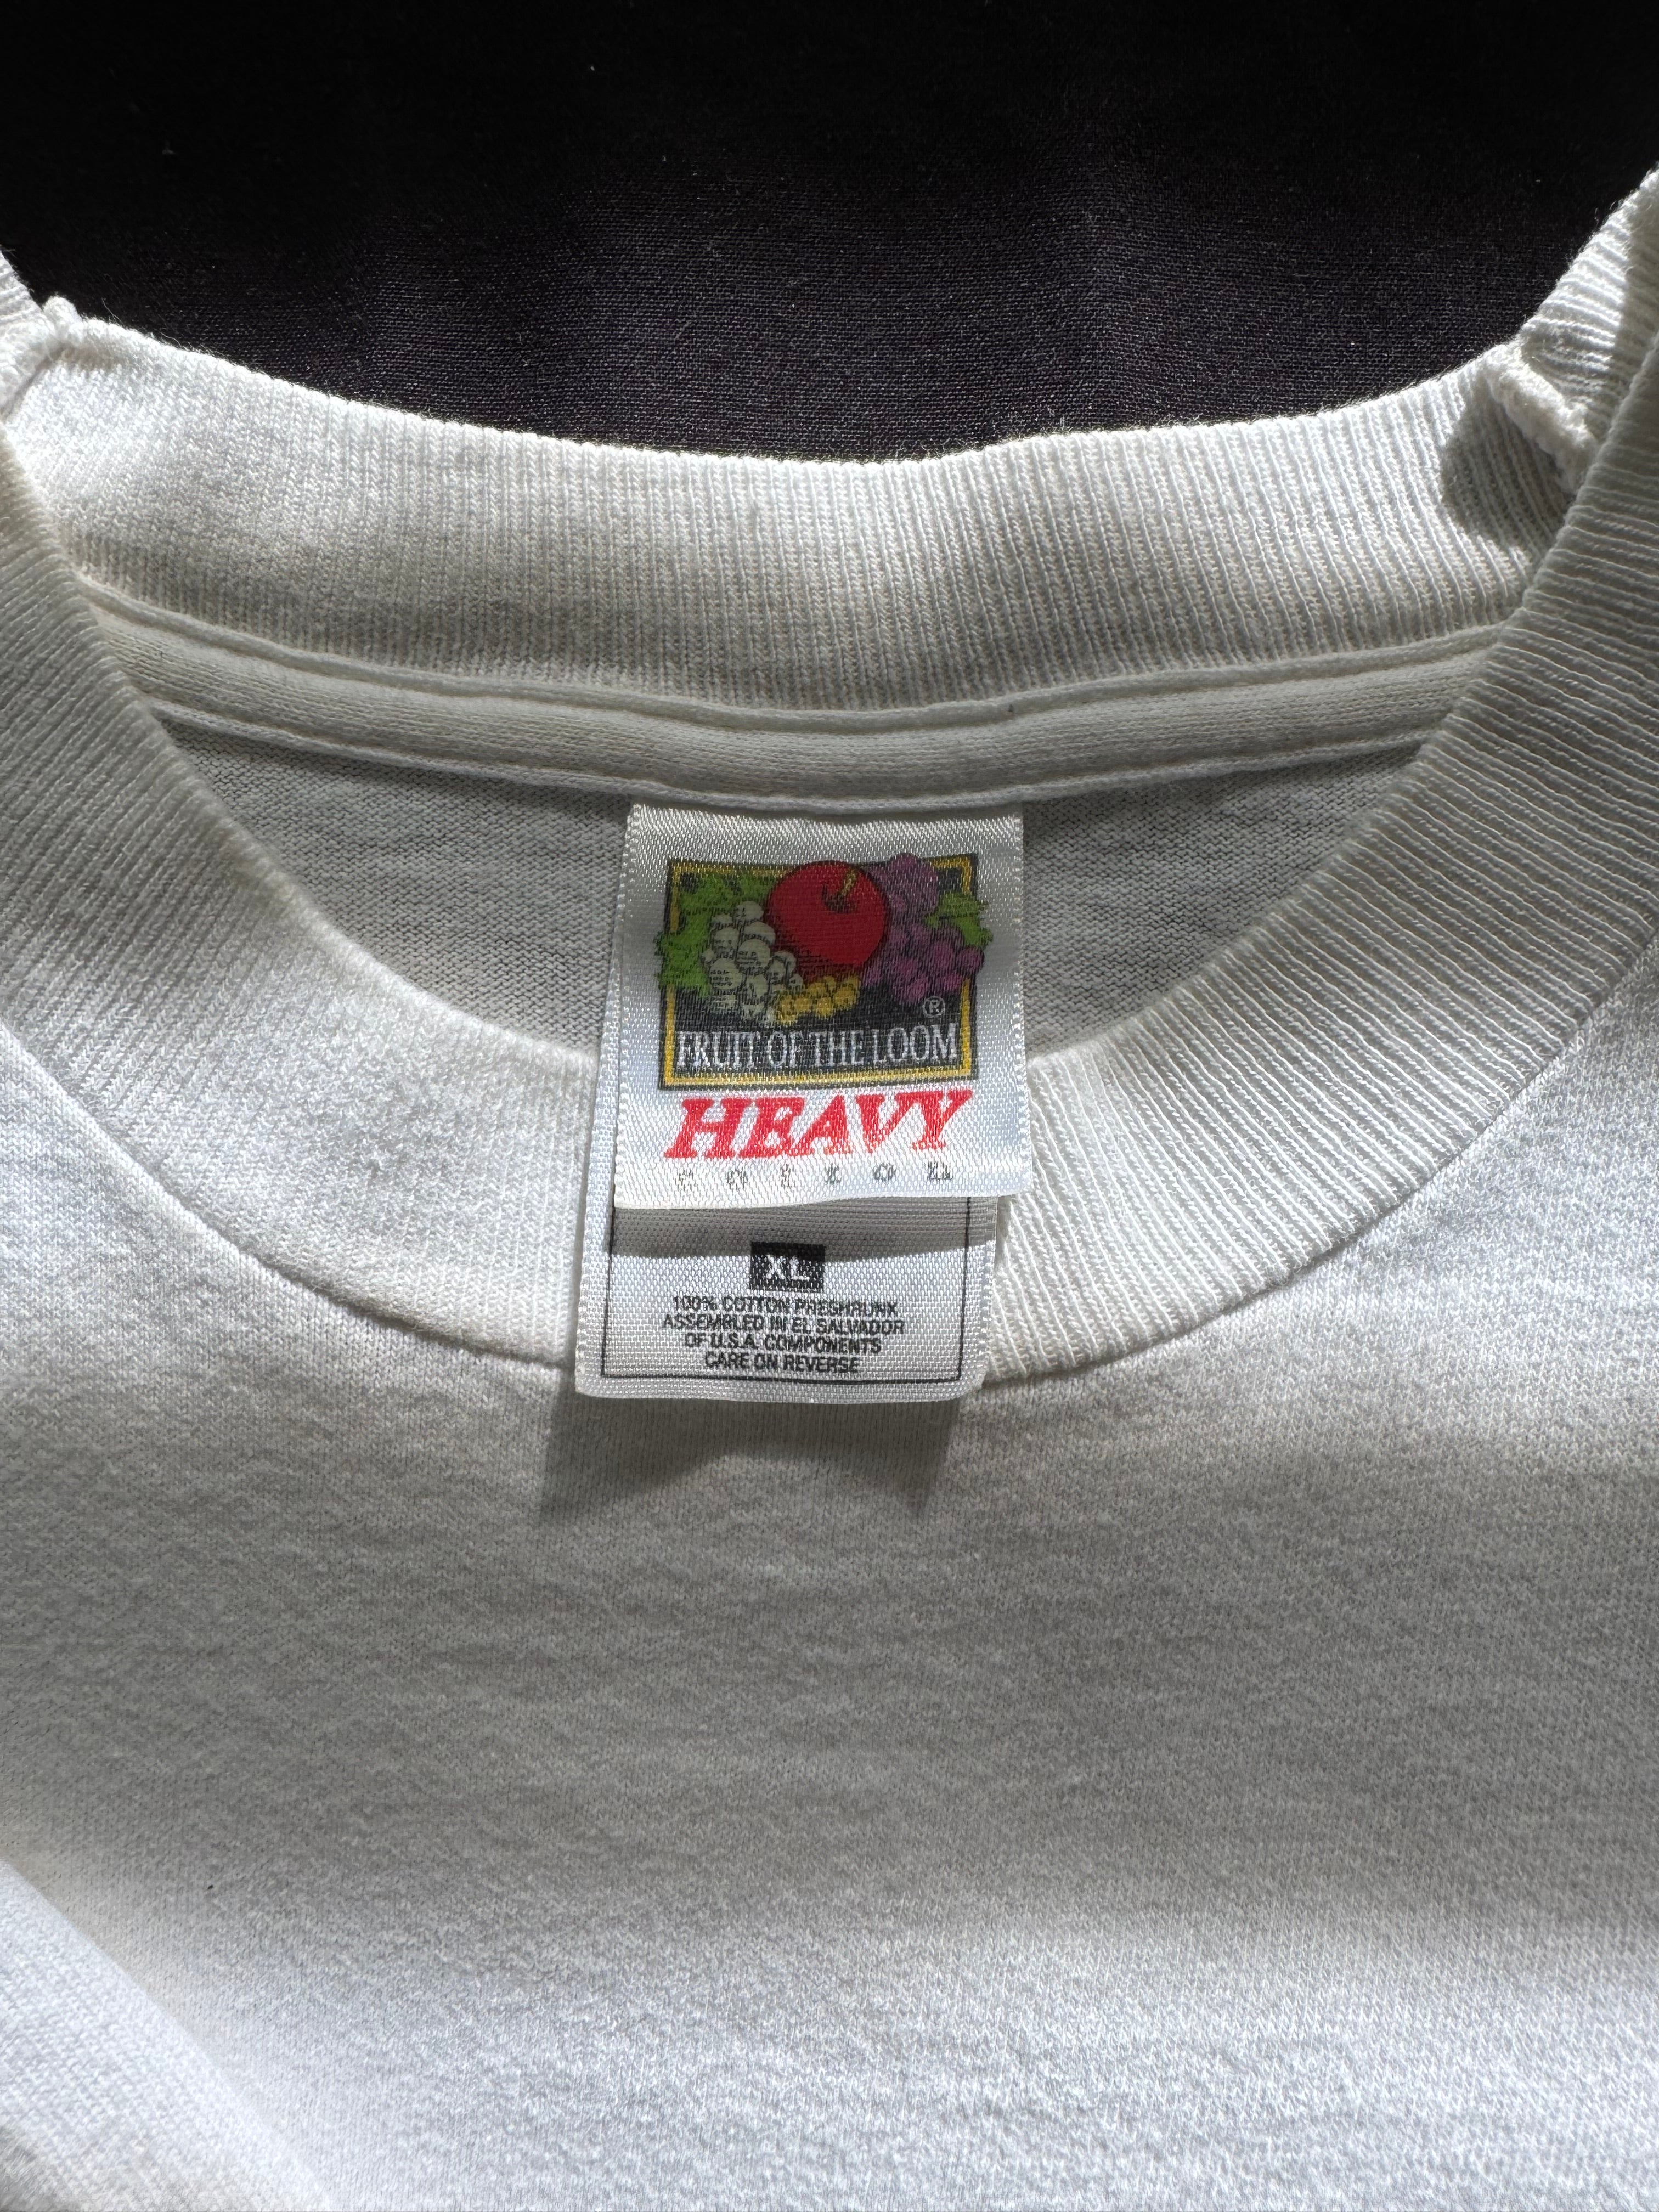 ®
FRUIT OF THE LOOM
HEAVY
cotton
XL
100% COTTON PRESHRUNK
ASSEMBLED IN EL SALVADOR
OF U.S.A. COMPONENTS
CARE ON REVERSE